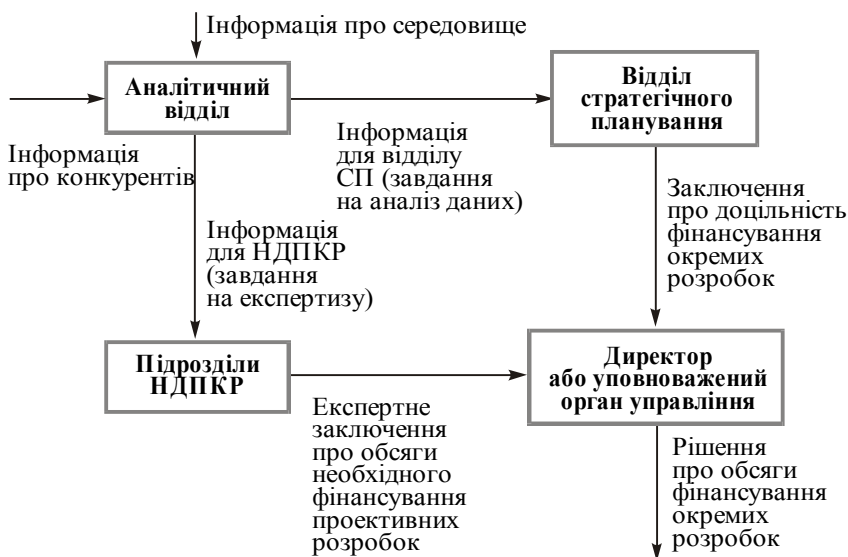 Інформація про середовище
Аналітичний
відділ
Відділ
стратегічного
планування
Інформація
про конкурентів
Інформація
для відділу
СП (завдання
на аналіз даних)
Заключення
про доцільність
фінансування
окремих
розробок
Інформація
для НДПКР
(завдання
на експертизу)
Підрозділи
НДПКР
Директор
або уповноважений
орган управління
Експертне
заключення
про обсяги
необхідного
фінансування
проективних
розробок
Рішення
про обсяги
фінансування
окремих
розробок